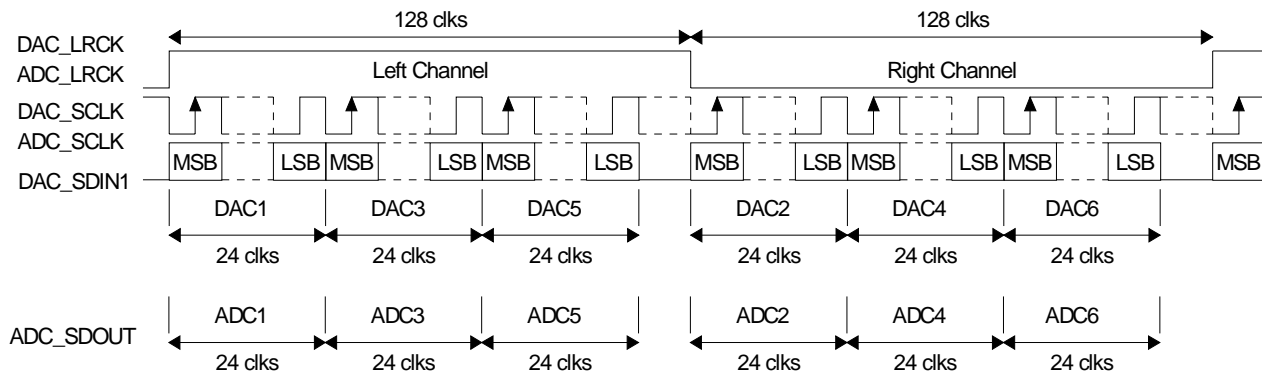 128 clks 128 clks
DAC_LRCK
ADC_LRCK Left Channel Right Channel
DAC_SCLK
ADC_SCLK
MSB LSB MSB LSB MSB LSB MSB LSB MSB LSB MSB LSB MSB
DAC_SDIN1
DAC1 DAC3 DAC5 DAC2 DAC4 DAC6
24 clks 24 clks 24 clks 24 clks 24 clks 24 clks
ADC1 ADC3 ADC5 ADC2 ADC4 ADC6
ADC_SDOUT
24 clks 24 clks 24 clks 24 clks 24 clks 24 clks